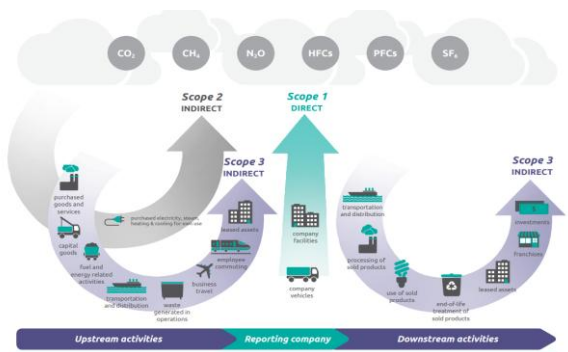 CO₂ CH₄ N₂O HFCs PFCs SF₆
Scope 2
INDIRECT
Scope 1
DIRECT
Scope 3
INDIRECT
Scope 3
INDIRECT
purchased
goods and
services
capital
goods
fuel and
energy related
activities
transportation
and distribution
waste
generated in
operations
business
travel
employee
commuting
leased assets
purchased electricity, steam,
heating & cooling for own use
company
facilities
company
vehicles
transportation
and distribution
processing of
sold products
use of sold
products
end-of-life
treatment of
sold products
leased assets
franchises
investments
Upstream activities
Reporting company
Downstream activities